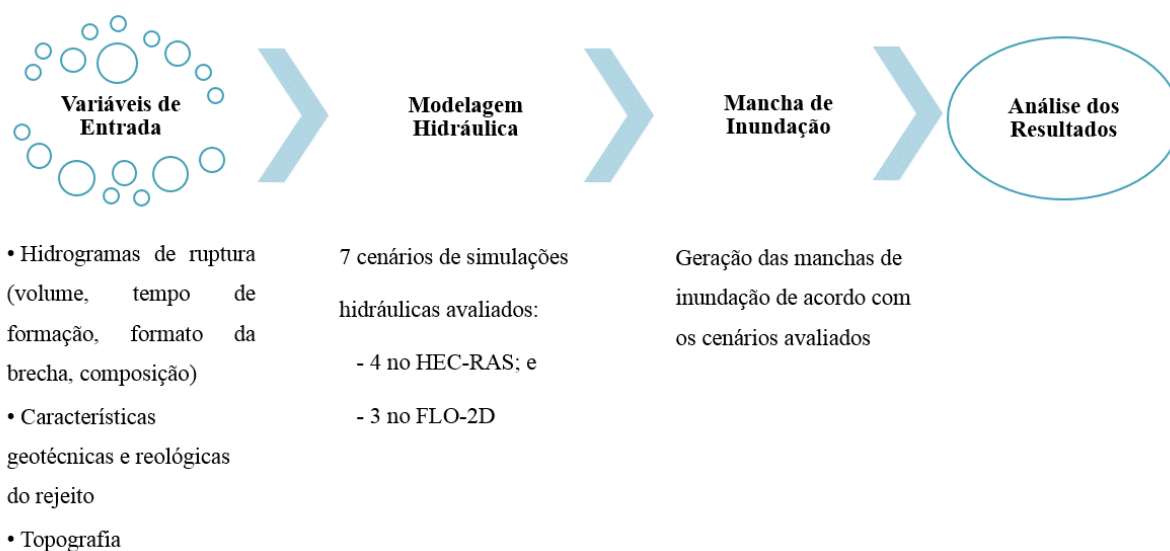 Variáveis de
Entrada
Modelagem
Hidráulica
Mancha de
Inundação
Análise dos
Resultados
• Hidrogramas de ruptura
(volume, tempo de
formação, formato da
brecha, composição)
• Características
geotécnicas e reológicas
do rejeito
• Topografia
7 cenários de simulações
hidráulicas avaliados:
- 4 no HEC-RAS; e
- 3 no FLO-2D
Geração das manchas de
inundação de acordo com
os cenários avaliados